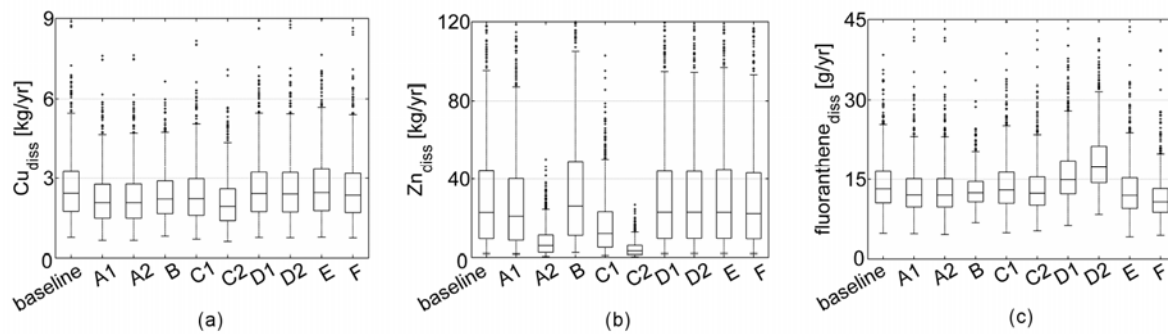 9
6
3
0
Cu diss [kg/yr]
baseline A1 A2 B C1 C2 D1 D2 E F
(a)
120
80
40
0
Zn ciss [kg/yr]
baseline A1 A2 B C1 C2 D1 D2 E F
(b)
45
30
15
0
fluoranthene diss [g/yr]
baseline A1 A2 B C1 C2 D1 D2 E F
(c)